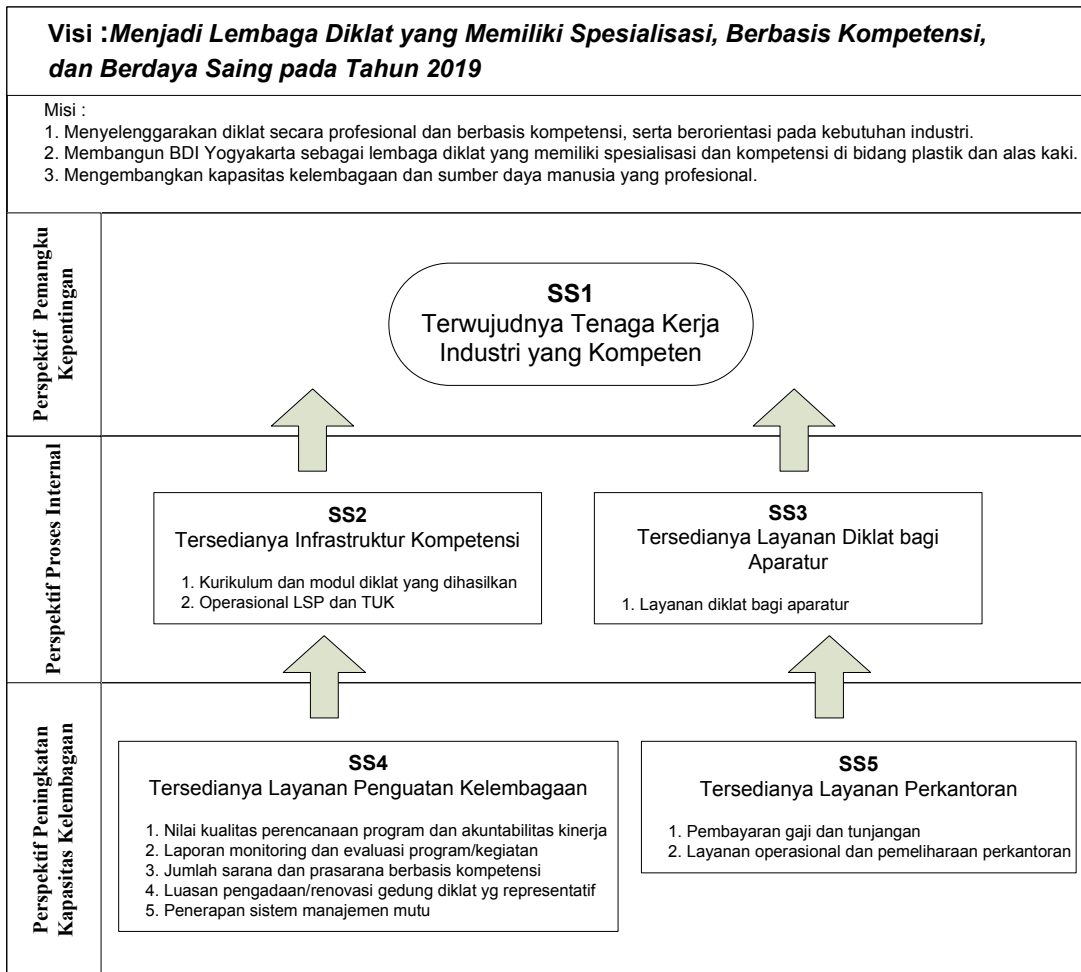 Visi :Menjadi Lembaga Diklat yang Memiliki Spesialisasi, Berbasis Kompetensi,
dan Berdaya Saing pada Tahun 2019
Misi :
1. Menyelenggarakan diklat secara profesional dan berbasis kompetensi, serta berorientasi pada kebutuhan industri.
2. Membangun BDI Yogyakarta sebagai lembaga diklat yang memiliki spesialisasi dan kompetensi di bidang plastik dan alas kaki.
3. Mengembangkan kapasitas kelembagaan dan sumber daya manusia yang profesional.
Perspektif Pemangku
Kepentingan
SS1
Terwujudnya Tenaga Kerja
Industri yang Kompeten
Perspektif Proses Internal
SS2
Tersedianya Infrastruktur Kompetensi
1. Kurikulum dan modul diklat yang dihasilkan
2. Operasional LSP dan TUK
SS3
Tersedianya Layanan Diklat bagi
Aparatur
1. Layanan diklat bagi aparatur
Perspektif Peningkatan
Kapasitas Kelembagaan
SS4
Tersedianya Layanan Penguatan Kelembagaan
1. Nilai kualitas perencanaan program dan akuntabilitas kinerja
2. Laporan monitoring dan evaluasi program/kegiatan
3. Jumlah sarana dan prasarana berbasis kompetensi
4. Luasan pengadaan/renovasi gedung diklat yg representatif
5. Penerapan sistem manajemen mutu
SS5
Tersedianya Layanan Perkantoran
1. Pembayaran gaji dan tunjangan
2. Layanan operasional dan pemeliharaan perkantoran